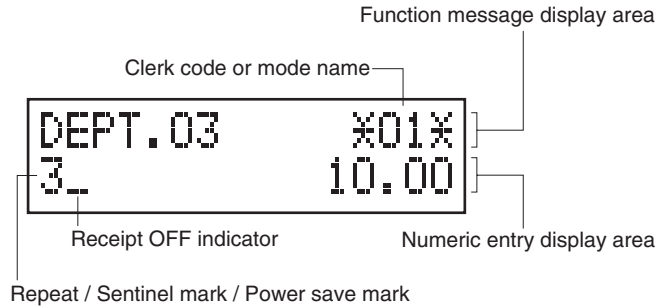 Function message display area
Clerk code or mode name
DEPT.03 *01*
3_ 10.00
Receipt OFF indicator
Numeric entry display area
Repeat / Sentinel mark / Power save mark